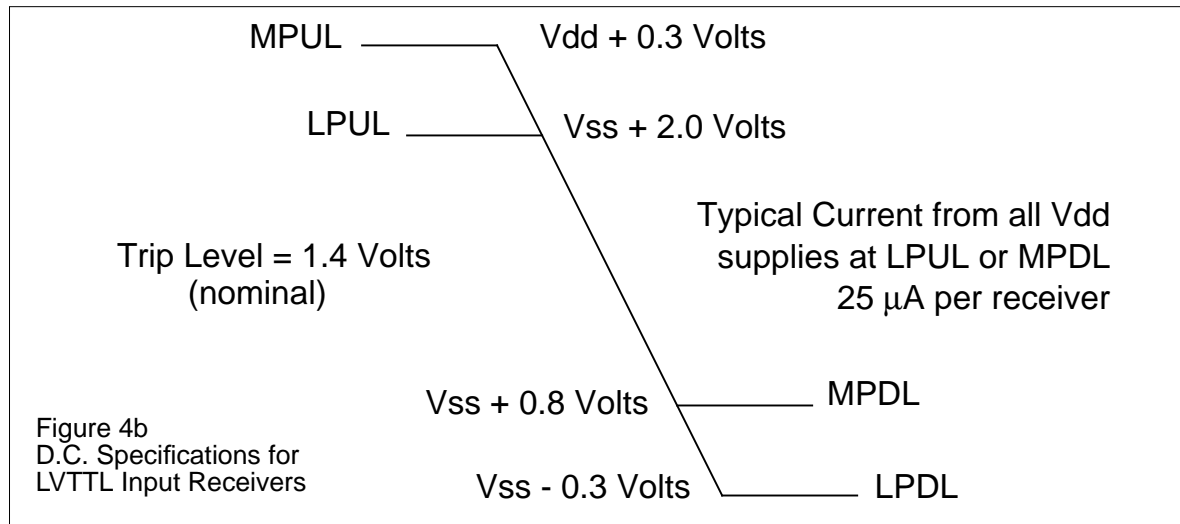 MPUL Vdd + 0.3 Volts
LPUL Vss + 2.0 Volts
Typical Current from all Vdd
supplies at LPUL or MPDL
25 μA per receiver
Trip Level = 1.4 Volts
(nominal)
Vss + 0.8 Volts MPDL
Vss - 0.3 Volts LPDL
Figure 4b
D.C. Specifications for
LVTTL Input Receivers